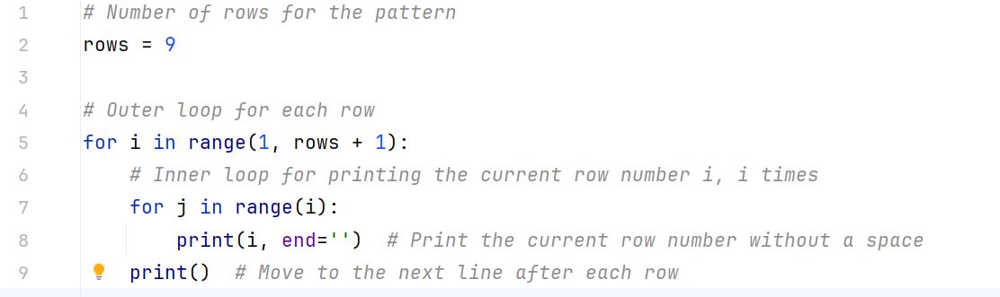 1 # Number of rows for the pattern
2 rows = 9
3
4 # Outer loop for each row
5 for i in range(1, rows + 1):
6     # Inner loop for printing the current row number i, i times
7     for j in range(i):
8         print(i, end='')  # Print the current row number without a space
9     print()  # Move to the next line after each row